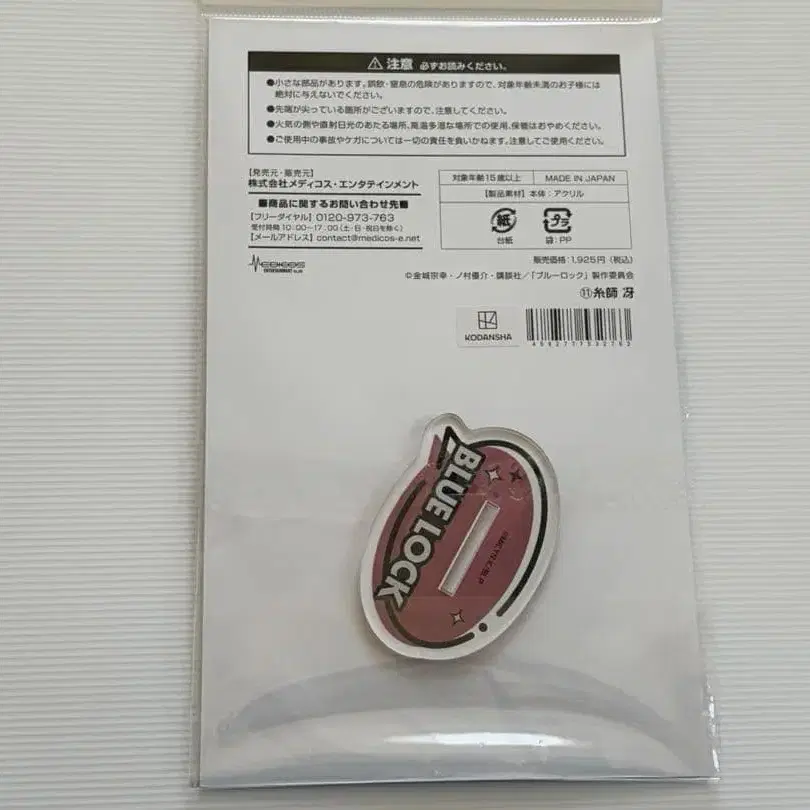 ⚠ 注意 必ずお読みください。
●小さな部品があります。誤飲・窒息の危険がありますので、対象年齢未満のお子様には
絶対に与えないでください。
●先端が尖っている箇所がございますので、注意してください。
●火気の側や直射日光のあたる場所、高温多湿な場所での使用、保管はおやめください。
●ご使用中の事故やケガについては一切の責任を負いかねます。注意してご使用ください。
【発売元・販売元】
株式会社メディコス・エンタテインメント
■商品に関するお問い合わせ先■
【フリーダイヤル】0120-973-763
受付時間 10:00~17:00(土・日・祝日を除く)
【メールアドレス】contact@medicos-e.net
MEDICOS
ENTERTAINMENT
対象年齢15歳以上 MADE IN JAPAN
【製品素材】本体:アクリル
紙 プラ
台紙 袋:PP
販売価格:1,925円(税込)
©金城宗幸・ノ村優介・講談社/「ブルーロック」製作委員会
⑪糸師 冴
KODANSHA
BLUE LOCK